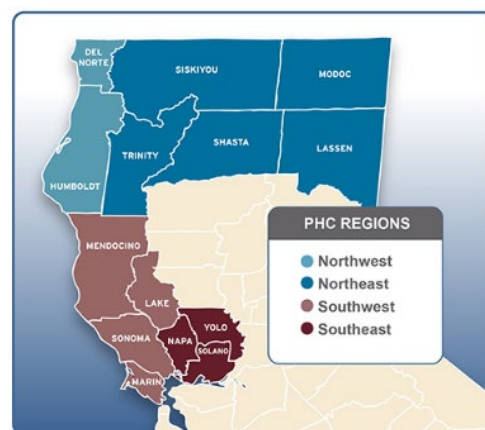 DEL
NORTE
SISKIYOU
MODOC
TRINITY
SHASTA
LASSEN
HUMBOLDT
MENDOCINO
LAKE
SONOMA
NAPA
YOLO
SOLANO
MARIN
PHC REGIONS
Northwest
Northeast
Southwest
Southeast